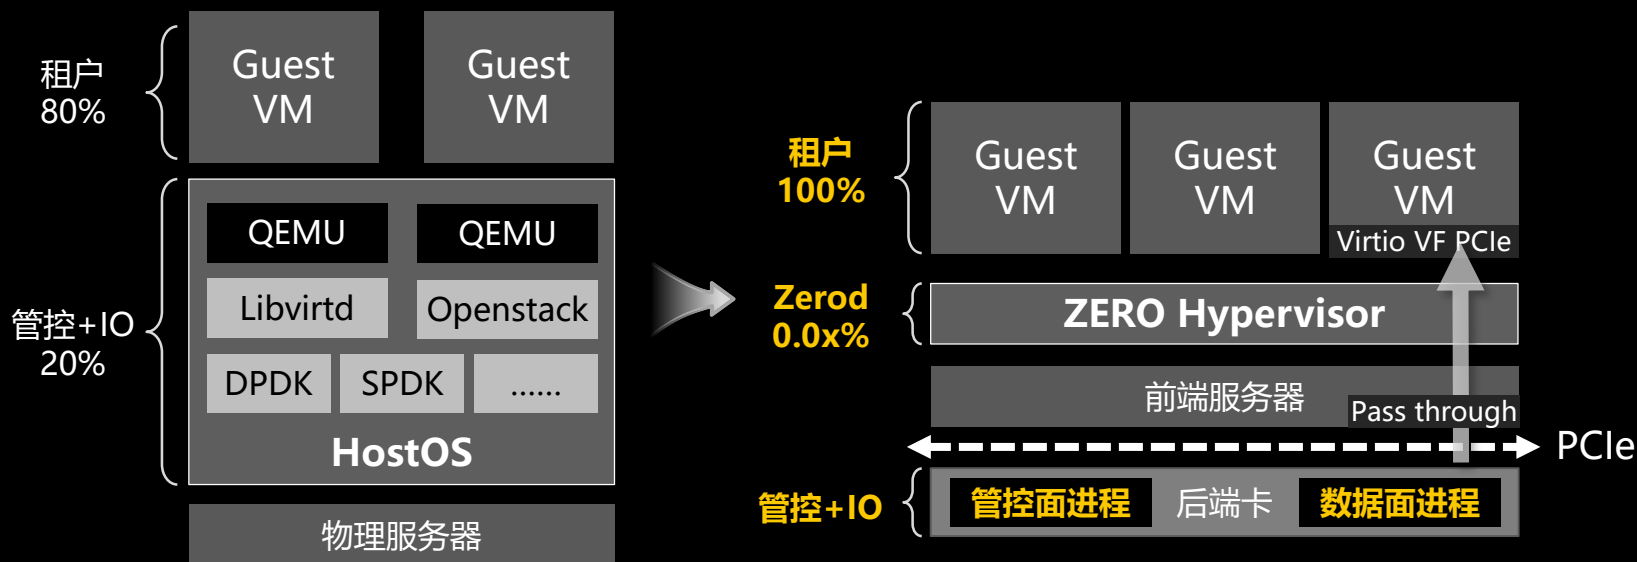 租户
80%
Guest
VM
Guest
VM
管控+IO
20%
QEMU
QEMU
Libvirtd
Openstack
DPDK
SPDK
......
HostOS
物理服务器
租户
100%
Guest
VM
Guest
VM
Guest
VM
Virtio VF PCIe
Zerod
0.0x%
ZERO Hypervisor
前端服务器
Pass through
PCIe
管控+IO
管控面进程
后端卡
数据面进程